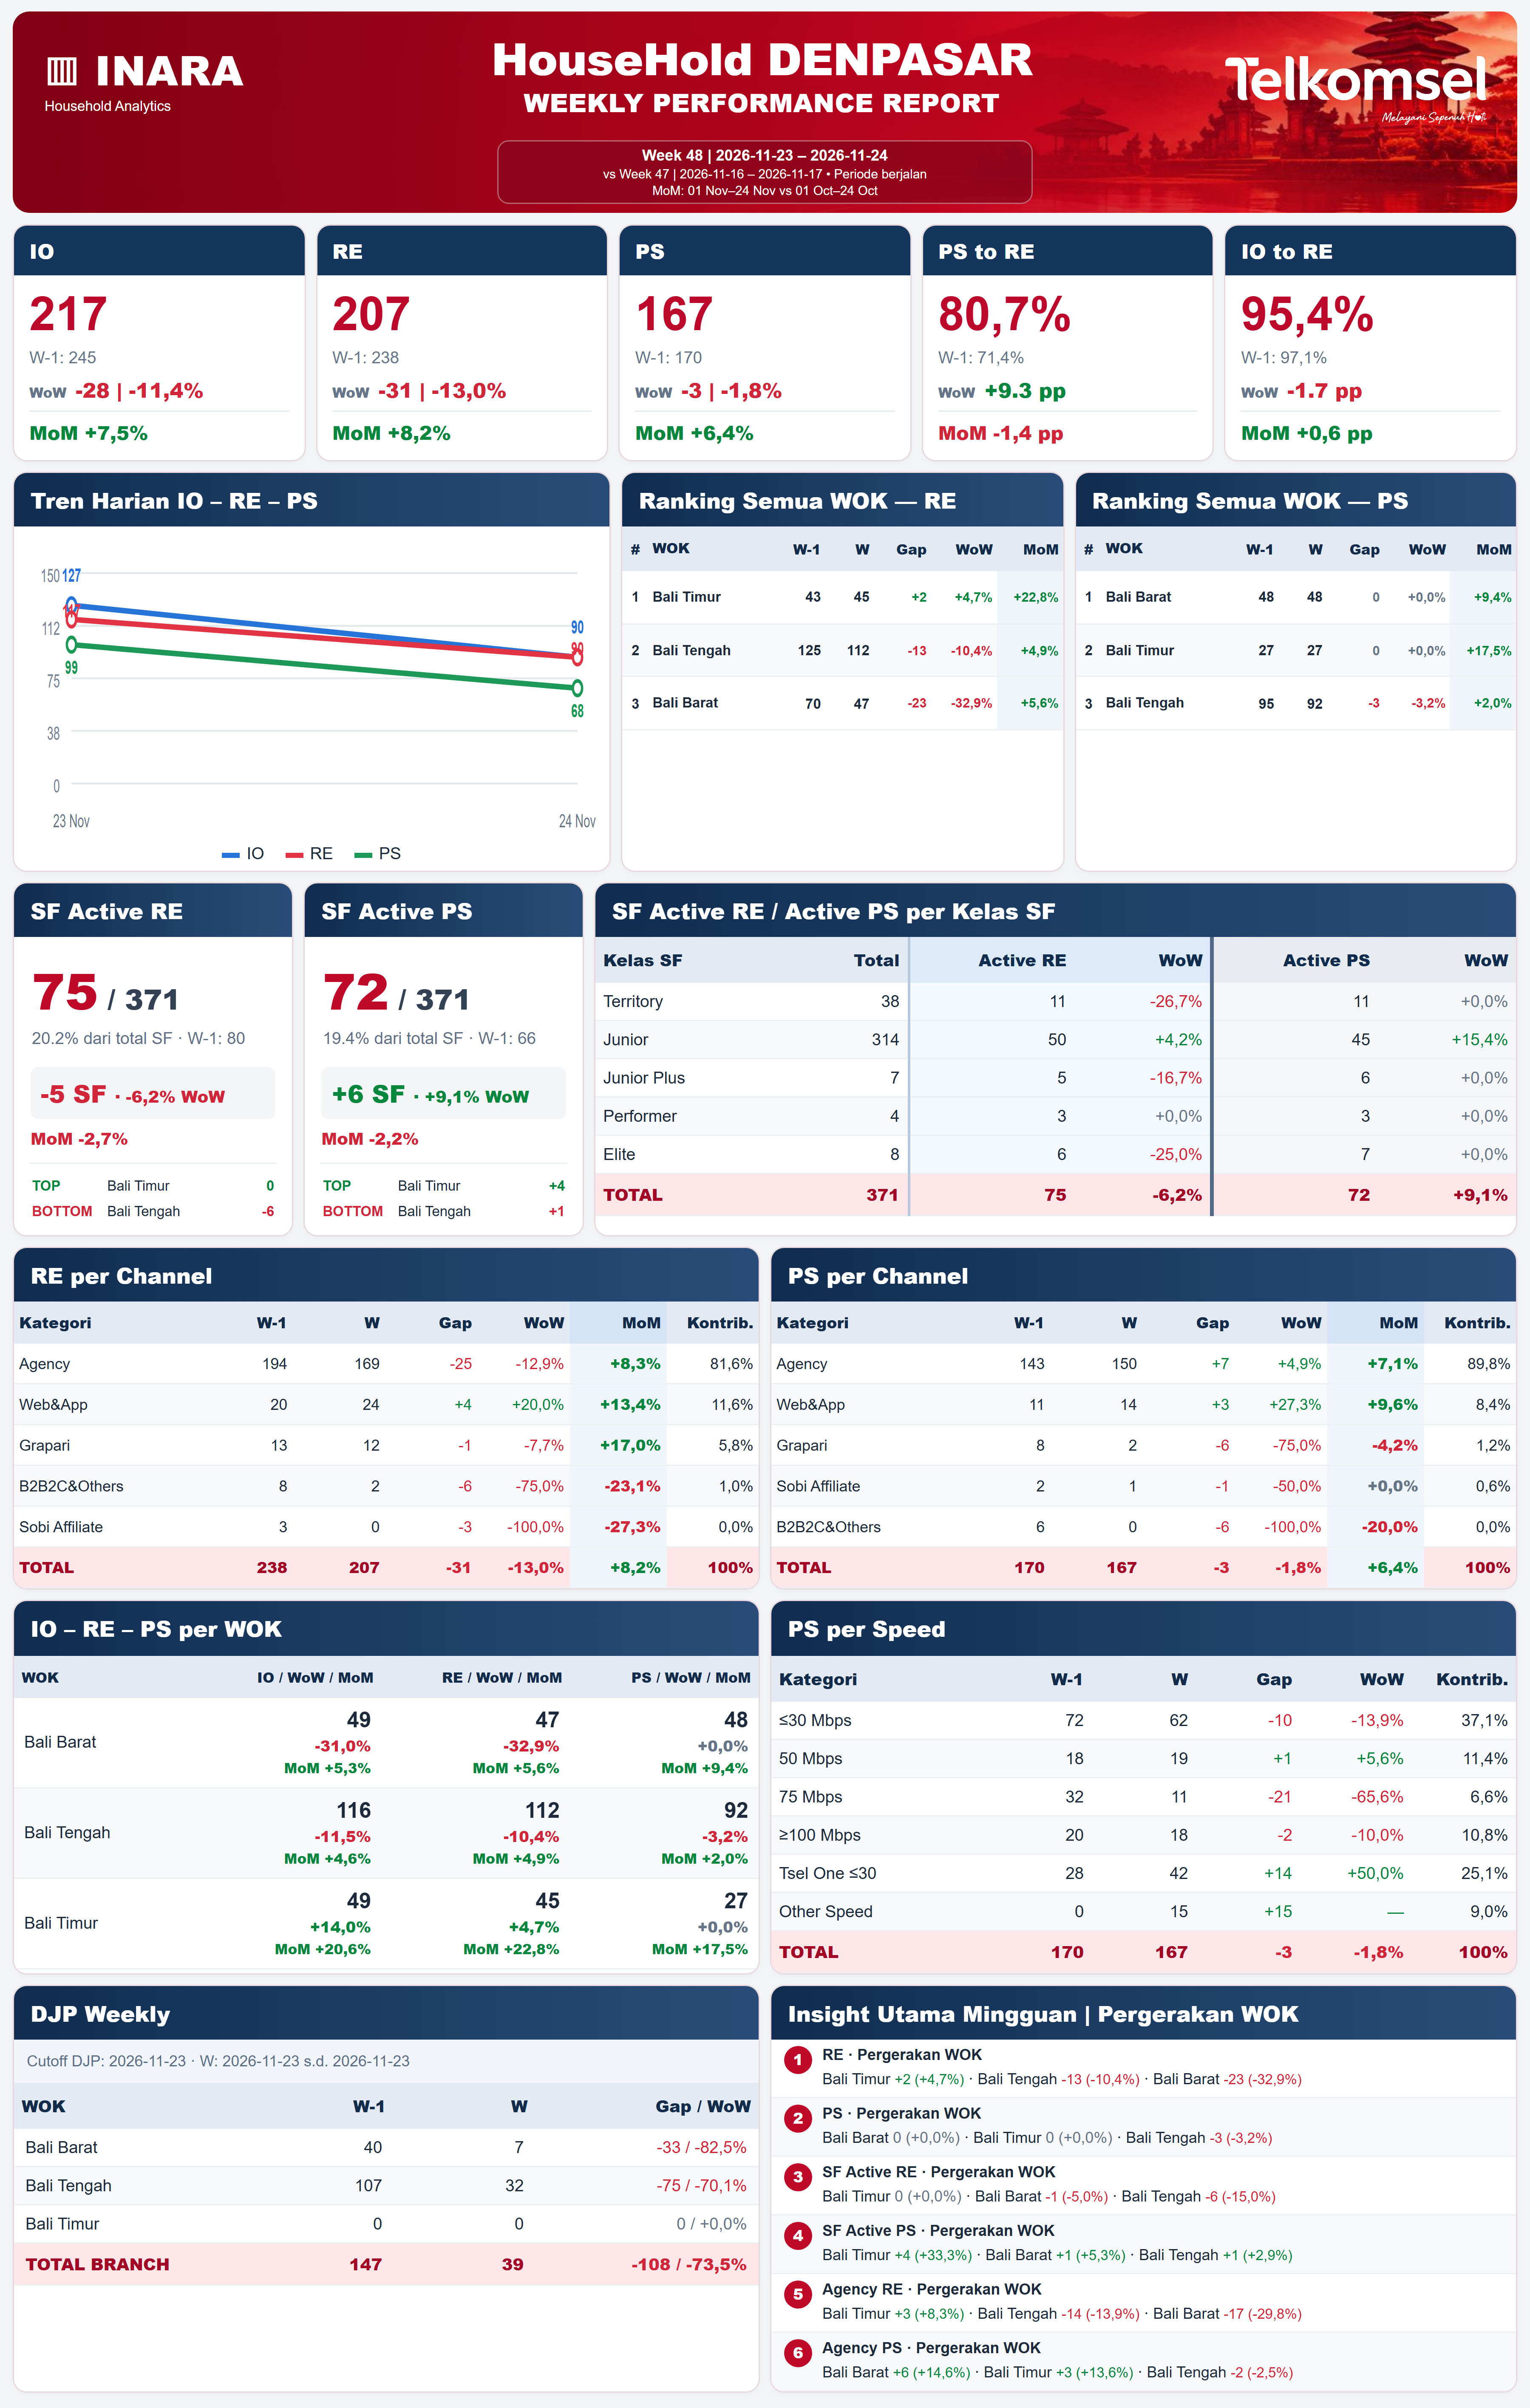 INARA
Household Analytics
HouseHold DENPASAR
WEEKLY PERFORMANCE REPORT
Week 48 | 2026-11-23 – 2026-11-24
vs Week 47 | 2026-11-16 – 2026-11-17 • Periode berjalan
MoM: 01 Nov–24 Nov vs 01 Oct–24 Oct
Telkomsel
Melayani Sepenuh Hati
IO
217
W-1: 245
WoW -28 | -11,4%
MoM +7,5%
RE
207
W-1: 238
WoW -31 | -13,0%
MoM +8,2%
PS
167
W-1: 170
WoW -3 | -1,8%
MoM +6,4%
PS to RE
80,7%
W-1: 71,4%
WoW +9.3 pp
MoM -1,4 pp
IO to RE
95,4%
W-1: 97,1%
WoW -1.7 pp
MoM +0,6 pp
Tren Harian IO – RE – PS
150 127
112
99
75
38
0
90
68
23 Nov 24 Nov
IO RE PS
Ranking Semua WOK — RE
# WOK W-1 W Gap WoW MoM
1 Bali Timur 43 45 +2 +4,7% +22,8%
2 Bali Tengah 125 112 -13 -10,4% +4,9%
3 Bali Barat 70 47 -23 -32,9% +5,6%
Ranking Semua WOK — PS
# WOK W-1 W Gap WoW MoM
1 Bali Barat 48 48 0 +0,0% +9,4%
2 Bali Timur 27 27 0 +0,0% +17,5%
3 Bali Tengah 95 92 -3 -3,2% +2,0%
SF Active RE
75 / 371
20.2% dari total SF · W-1: 80
-5 SF · -6,2% WoW
MoM -2,7%
TOP Bali Timur 0
BOTTOM Bali Tengah -6
SF Active PS
72 / 371
19.4% dari total SF · W-1: 66
+6 SF · +9,1% WoW
MoM -2,2%
TOP Bali Timur +4
BOTTOM Bali Tengah +1
SF Active RE / Active PS per Kelas SF
Kelas SF Total Active RE WoW Active PS WoW
Territory 38 11 -26,7% 11 +0,0%
Junior 314 50 +4,2% 45 +15,4%
Junior Plus 7 5 -16,7% 6 +0,0%
Performer 4 3 +0,0% 3 +0,0%
Elite 8 6 -25,0% 7 +0,0%
TOTAL 371 75 -6,2% 72 +9,1%
RE per Channel
Kategori W-1 W Gap WoW MoM Kontrib.
Agency 194 169 -25 -12,9% +8,3% 81,6%
Web&App 20 24 +4 +20,0% +13,4% 11,6%
Grapari 13 12 -1 -7,7% +17,0% 5,8%
B2B2C&Others 8 2 -6 -75,0% -23,1% 1,0%
Sobi Affiliate 3 0 -3 -100,0% -27,3% 0,0%
TOTAL 238 207 -31 -13,0% +8,2% 100%
PS per Channel
Kategori W-1 W Gap WoW MoM Kontrib.
Agency 143 150 +7 +4,9% +7,1% 89,8%
Web&App 11 14 +3 +27,3% +9,6% 8,4%
Grapari 8 2 -6 -75,0% -4,2% 1,2%
Sobi Affiliate 2 1 -1 -50,0% +0,0% 0,6%
B2B2C&Others 6 0 -6 -100,0% -20,0% 0,0%
TOTAL 170 167 -3 -1,8% +6,4% 100%
IO – RE – PS per WOK
WOK IO / WoW / MoM RE / WoW / MoM PS / WoW / MoM
49 47 48
Bali Barat -31,0% -32,9% +0,0%
MoM +5,3% MoM +5,6% MoM +9,4%
116 112 92
Bali Tengah -11,5% -10,4% -3,2%
MoM +4,6% MoM +4,9% MoM +2,0%
49 45 27
Bali Timur +14,0% +4,7% +0,0%
MoM +20,6% MoM +22,8% MoM +17,5%
PS per Speed
Kategori W-1 W Gap WoW Kontrib.
≤30 Mbps 72 62 -10 -13,9% 37,1%
50 Mbps 18 19 +1 +5,6% 11,4%
75 Mbps 32 11 -21 -65,6% 6,6%
≥100 Mbps 20 18 -2 -10,0% 10,8%
Tsel One ≤30 28 42 +14 +50,0% 25,1%
Other Speed 0 15 +15 — 9,0%
TOTAL 170 167 -3 -1,8% 100%
DJP Weekly
Cutoff DJP: 2026-11-23 · W: 2026-11-23 s.d. 2026-11-23
WOK W-1 W Gap / WoW
Bali Barat 40 7 -33 / -82,5%
Bali Tengah 107 32 -75 / -70,1%
Bali Timur 0 0 0 / +0,0%
TOTAL BRANCH 147 39 -108 / -73,5%
Insight Utama Mingguan | Pergerakan WOK
1 RE · Pergerakan WOK
Bali Timur +2 (+4,7%) · Bali Tengah -13 (-10,4%) · Bali Barat -23 (-32,9%)
2 PS · Pergerakan WOK
Bali Barat 0 (+0,0%) · Bali Timur 0 (+0,0%) · Bali Tengah -3 (-3,2%)
3 SF Active RE · Pergerakan WOK
Bali Timur 0 (+0,0%) · Bali Barat -1 (-5,0%) · Bali Tengah -6 (-15,0%)
4 SF Active PS · Pergerakan WOK
Bali Timur +4 (+33,3%) · Bali Barat +1 (+5,3%) · Bali Tengah +1 (+2,9%)
5 Agency RE · Pergerakan WOK
Bali Timur +3 (+8,3%) · Bali Tengah -14 (-13,9%) · Bali Barat -17 (-29,8%)
6 Agency PS · Pergerakan WOK
Bali Barat +6 (+14,6%) · Bali Timur +3 (+13,6%) · Bali Tengah -2 (-2,5%)